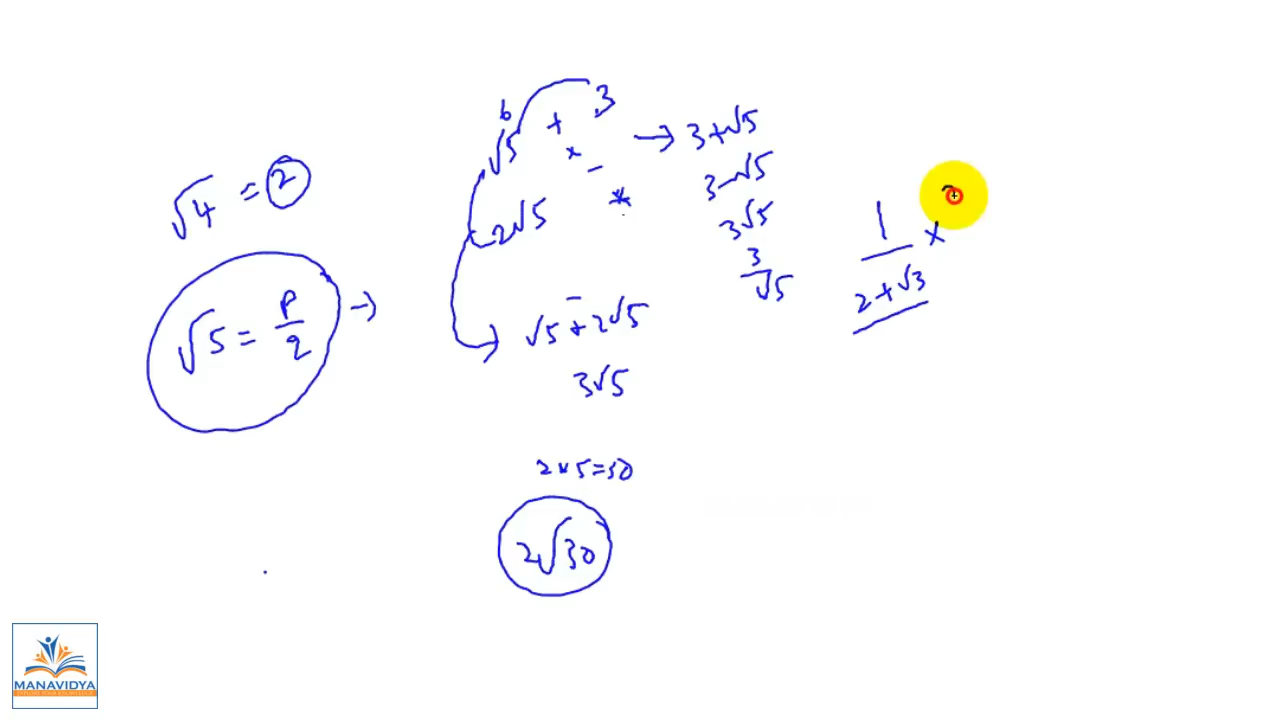 √4 = 2
√5 = P/2 →
6
√5 + 3
× −
*
2√5
→ 3+√5
3−√5
3√5
3/√5
√5 + 2√5
−
3√5
2×5=10
2√30
1/(2+√3) ×
MANAVIDYA